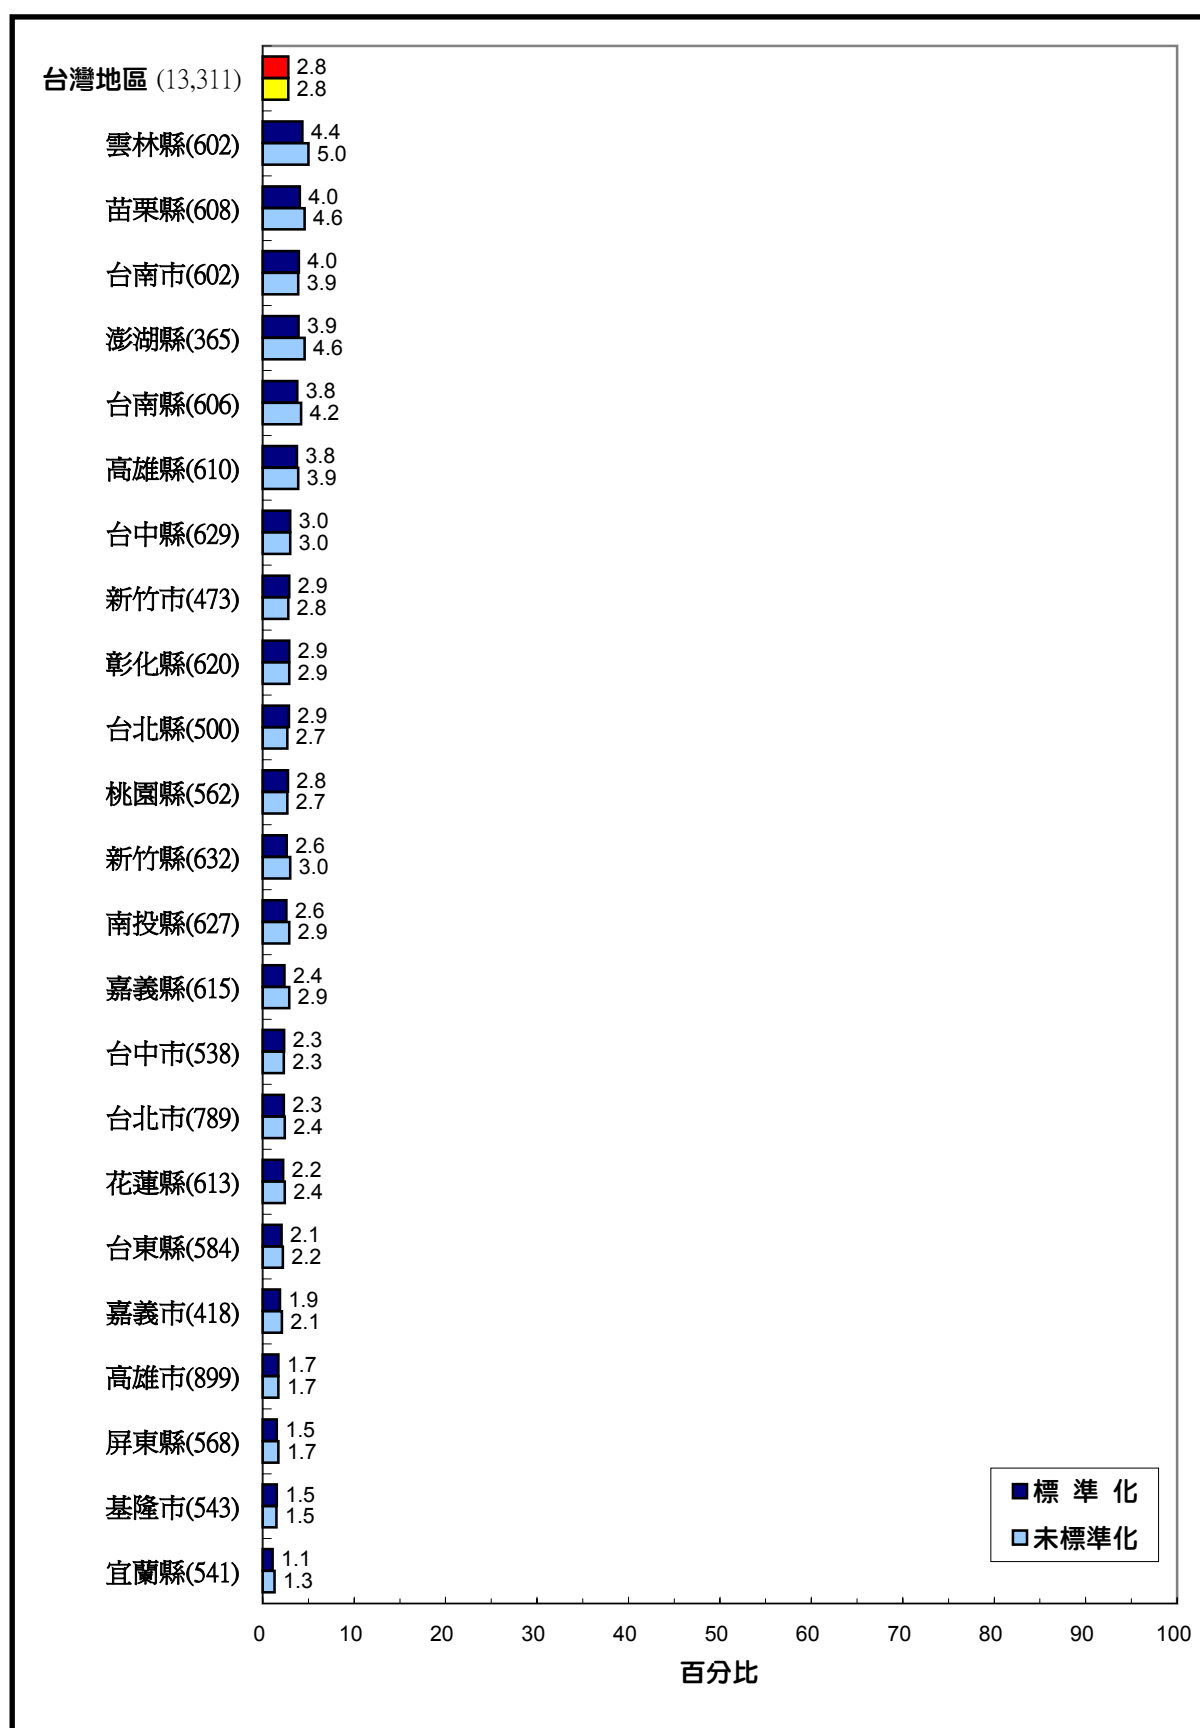 台灣地區 (13,311)
2.8
2.8
雲林縣(602)
4.4
5.0
苗栗縣(608)
4.0
4.6
台南市(602)
4.0
3.9
澎湖縣(365)
3.9
4.6
台南縣(606)
3.8
4.2
高雄縣(610)
3.8
3.9
台中縣(629)
3.0
3.0
新竹市(473)
2.9
2.8
彰化縣(620)
2.9
2.9
台北縣(500)
2.9
2.7
桃園縣(562)
2.8
2.7
新竹縣(632)
2.6
3.0
南投縣(627)
2.6
2.9
嘉義縣(615)
2.4
2.9
台中市(538)
2.3
2.3
台北市(789)
2.3
2.4
花蓮縣(613)
2.2
2.4
台東縣(584)
2.1
2.2
嘉義市(418)
1.9
2.1
高雄市(899)
1.7
1.7
屏東縣(568)
1.5
1.7
基隆市(543)
1.5
1.5
宜蘭縣(541)
1.1
1.3
標 準 化
未標準化
0 10 20 30 40 50 60 70 80 90 100
百分比